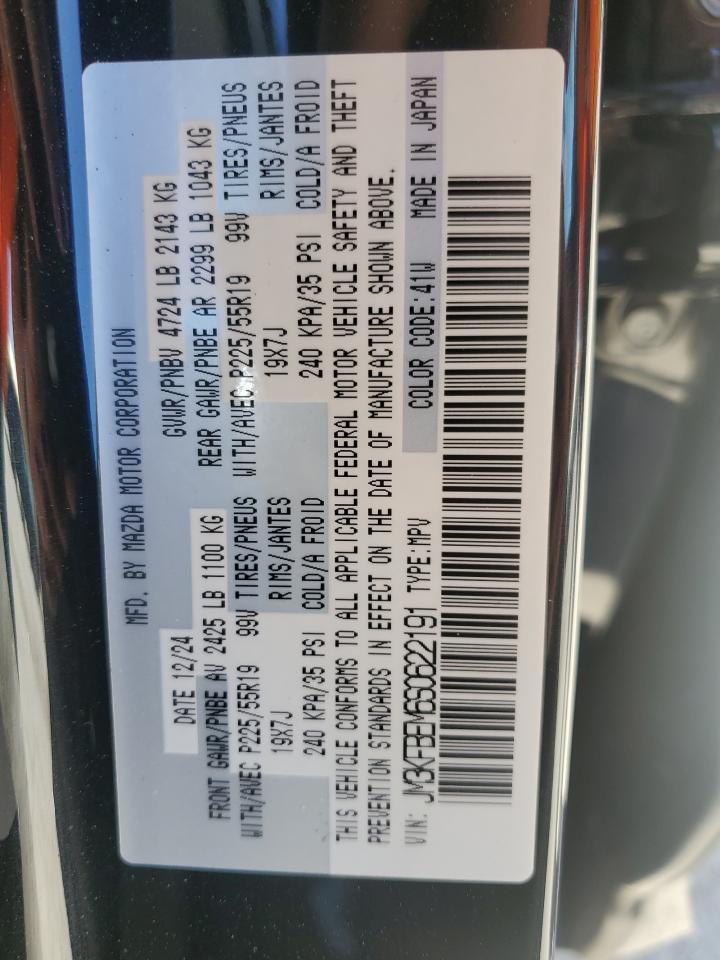 MFD. BY MAZDA MOTOR CORPORATION
DATE 12/24 GVWR/PNBV 4724 LB 2143 KG
FRONT GAWR/PNBE AV 2425 LB 1100 KG REAR GAWR/PNBE AR 2299 LB 1043 KG
WITH/AVEC P225/55R19 99V TIRES/PNEUS WITH/AVEC P225/55R19 99V TIRES/PNEUS
19X7J RIMS/JANTES 19X7J RIMS/JANTES
240 KPA/35 PSI COLD/A FROID 240 KPA/35 PSI COLD/A FROID
THIS VEHICLE CONFORMS TO ALL APPLICABLE FEDERAL MOTOR VEHICLE SAFETY AND THEFT
PREVENTION STANDARDS IN EFFECT ON THE DATE OF MANUFACTURE SHOWN ABOVE.
VIN: JM3KFBEM6S0622191 TYPE:MPV COLOR CODE:41W MADE IN JAPAN